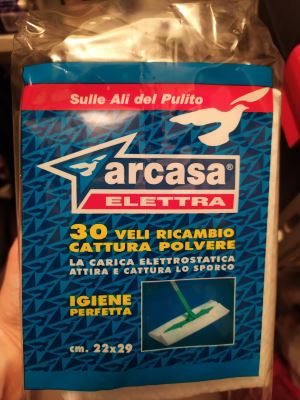 Sulle Ali del Pulito
arcasa®
ELETTRA
30 VELI RICAMBIO
CATTURA POLVERE
LA CARICA ELETTROSTATICA
ATTIRA E CATTURA LO SPORCO
IGIENE
PERFETTA
cm. 22x29